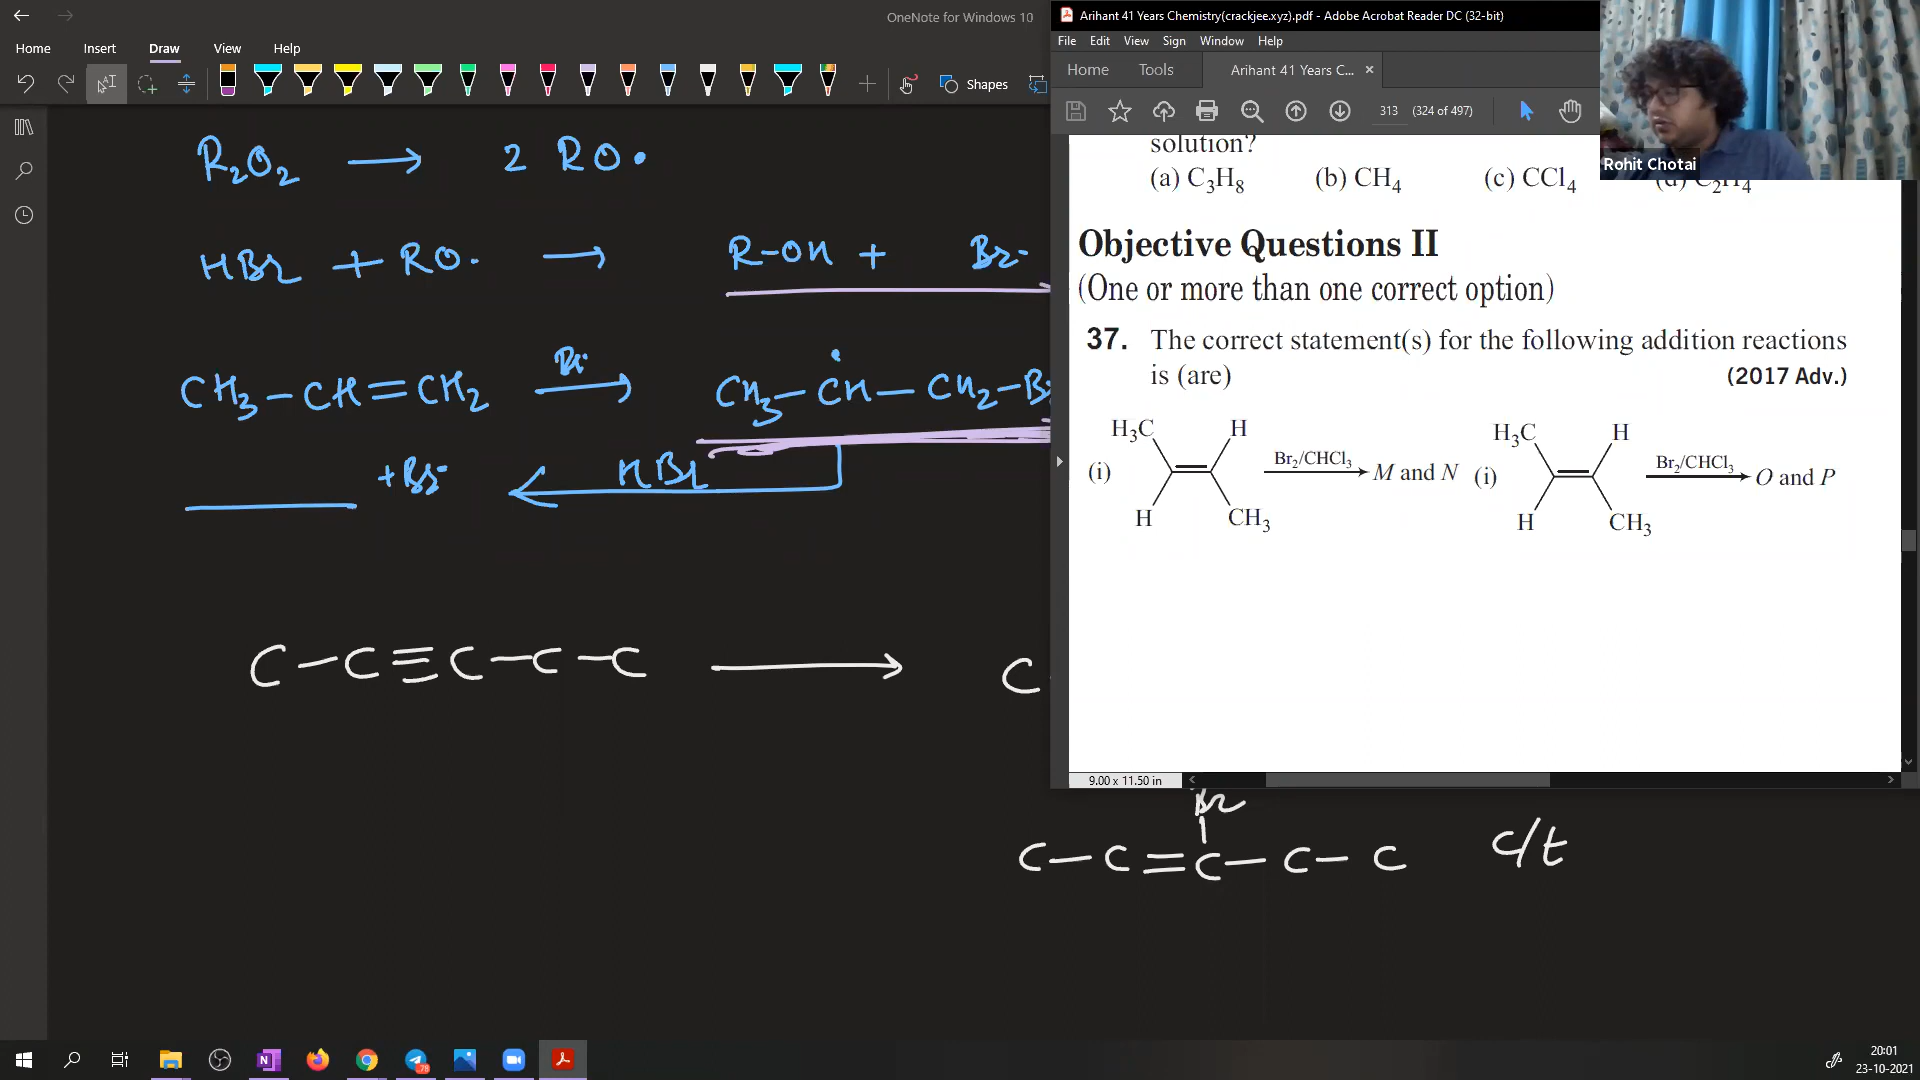 OneNote for Windows 10
Home Insert Draw View Help
Shapes
R₂O₂ → 2 RO•
HBr + RO• → R-OH + Br•
CH₃-CH=CH₂ Br• → CH₃-ĊH-CH₂-Br
+Br• HBr
C-C≡C-C-C → C
Br
C-C=C-C-C c/t
Arihant 41 Years Chemistry(crackjee.xyz).pdf - Adobe Acrobat Reader DC (32-bit)
File Edit View Sign Window Help
Home Tools Arihant 41 Years C... ×
313 (324 of 497)
Rohit Chotai
solution?
(a) C₃H₈ (b) CH₄ (c) CCl₄ (d) C₂H₄
Objective Questions II
(One or more than one correct option)
37. The correct statement(s) for the following addition reactions
is (are) (2017 Adv.)
H₃C H H₃C H
(i) Br₂/CHCl₃ M and N (i) Br₂/CHCl₃ O and P
H CH₃ H CH₃
9.00 x 11.50 in
78
20:01
23-10-2021